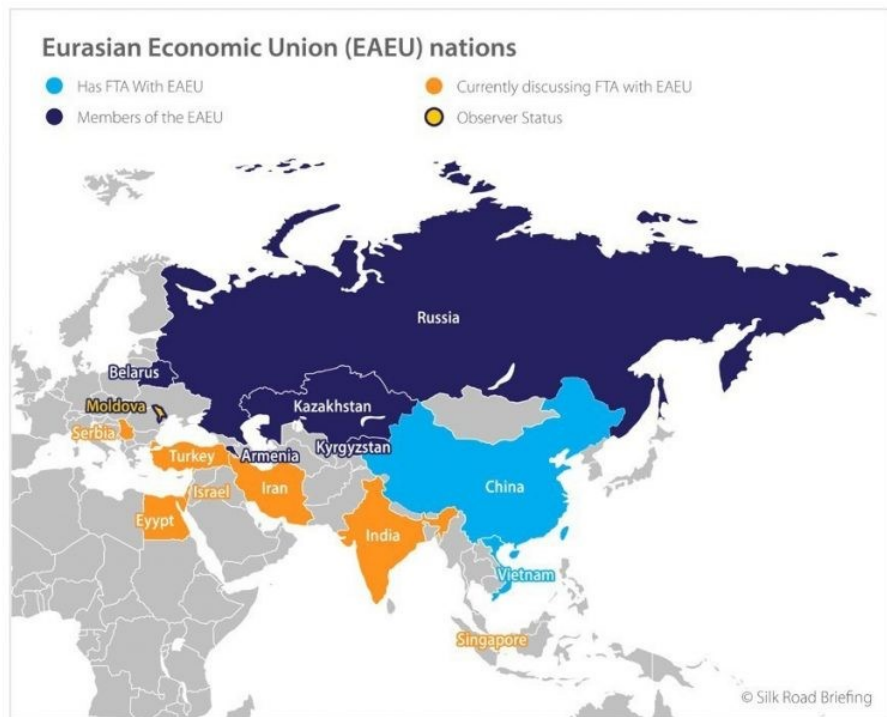 Eurasian Economic Union (EAEU) nations
Has FTA With EAEU
Currently discussing FTA with EAEU
Members of the EAEU
Observer Status
Russia
Belarus
Moldova
Kazakhstan
Serbia
Turkey
Armenia
Kyrgyzstan
Israel
Iran
China
Eyypt
India
Vietnam
Singapore
© Silk Road Briefing